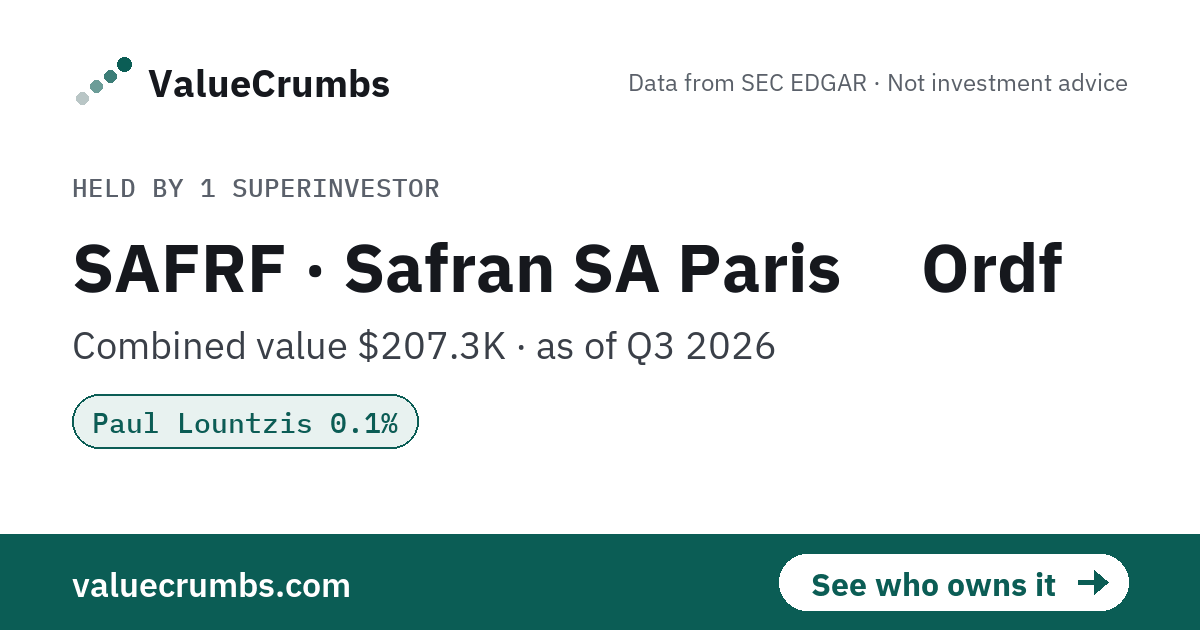 ValueCrumbs
Data from SEC EDGAR · Not investment advice
HELD BY 1 SUPERINVESTOR
SAFRF · Safran SA Paris Ordf
Combined value $207.3K · as of Q3 2026
Paul Lountzis 0.1%
valuecrumbs.com
See who owns it →